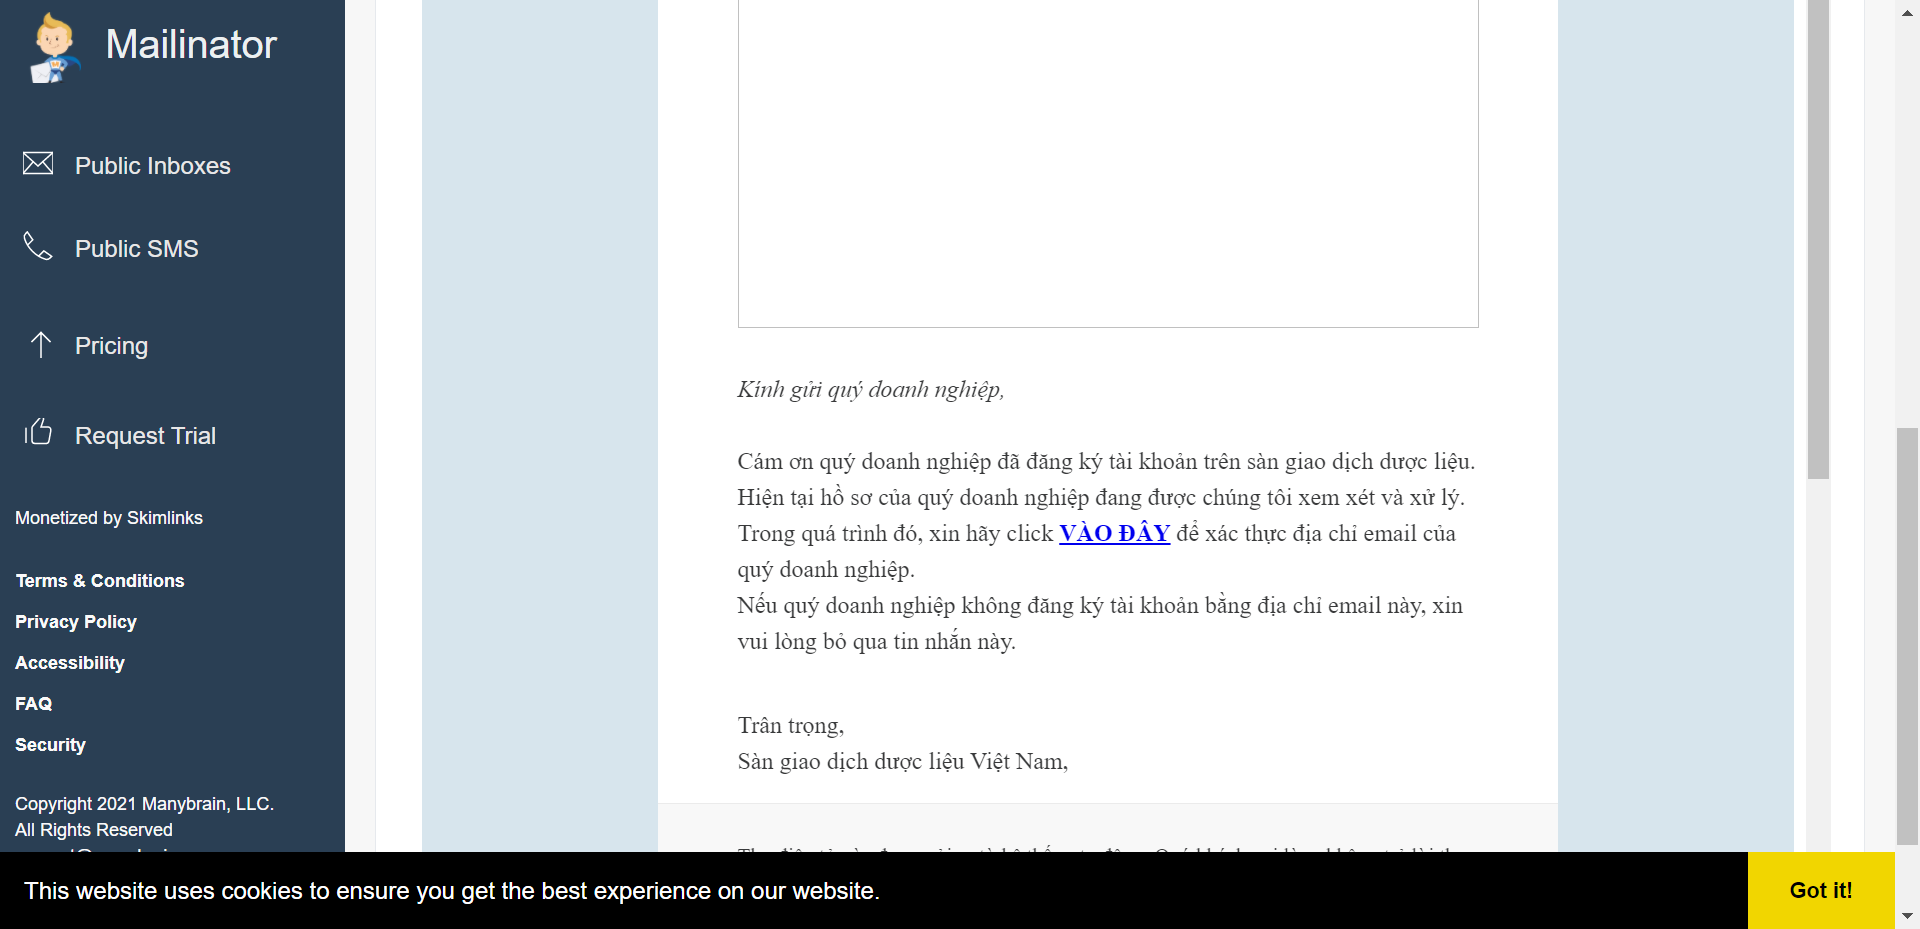 Mailinator
Public Inboxes
Public SMS
Pricing
Request Trial
Monetized by Skimlinks
Terms & Conditions
Privacy Policy
Accessibility
FAQ
Security
Copyright 2021 Manybrain, LLC.
All Rights Reserved
Kính gửi quý doanh nghiệp,
Cám ơn quý doanh nghiệp đã đăng ký tài khoản trên sàn giao dịch dược liệu.
Hiện tại hồ sơ của quý doanh nghiệp đang được chúng tôi xem xét và xử lý.
Trong quá trình đó, xin hãy click VÀO ĐÂY để xác thực địa chỉ email của
quý doanh nghiệp.
Nếu quý doanh nghiệp không đăng ký tài khoản bằng địa chỉ email này, xin
vui lòng bỏ qua tin nhắn này.
Trân trọng,
Sàn giao dịch dược liệu Việt Nam,
This website uses cookies to ensure you get the best experience on our website.
Got it!